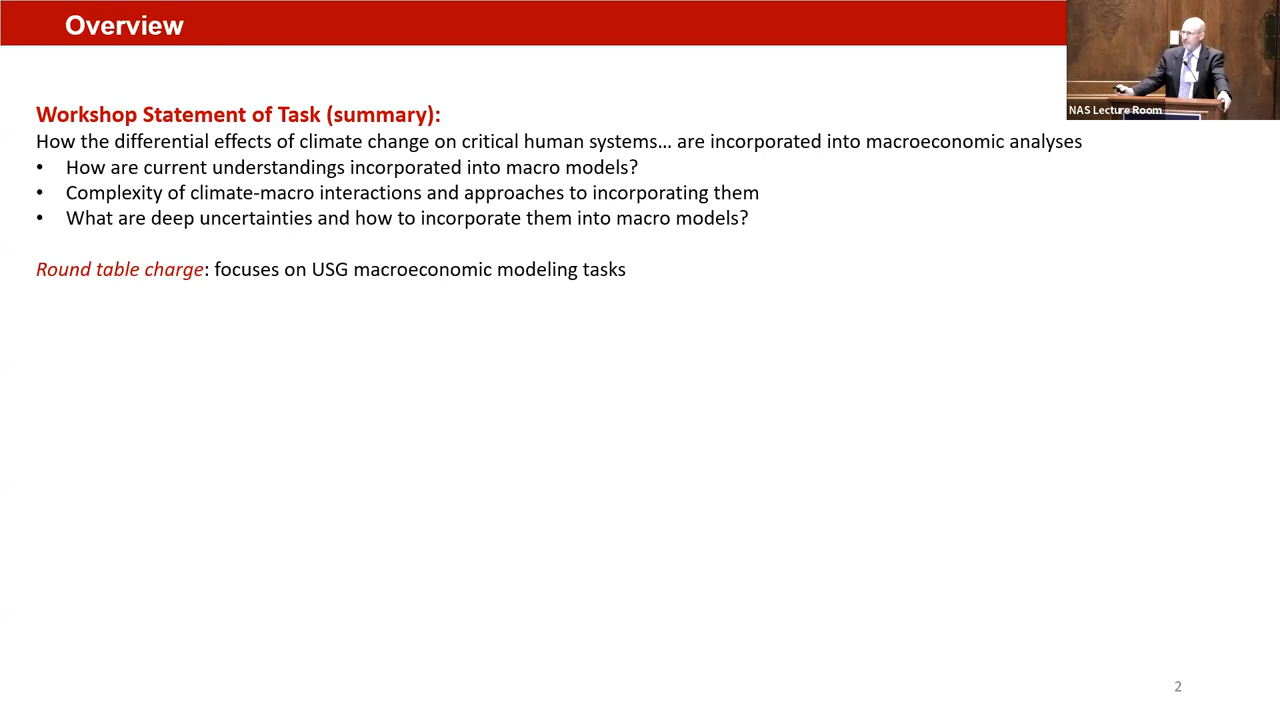 Overview
NAS Lecture Room
Workshop Statement of Task (summary):
How the differential effects of climate change on critical human systems... are incorporated into macroeconomic analyses
• How are current understandings incorporated into macro models?
• Complexity of climate-macro interactions and approaches to incorporating them
• What are deep uncertainties and how to incorporate them into macro models?
Round table charge: focuses on USG macroeconomic modeling tasks
2